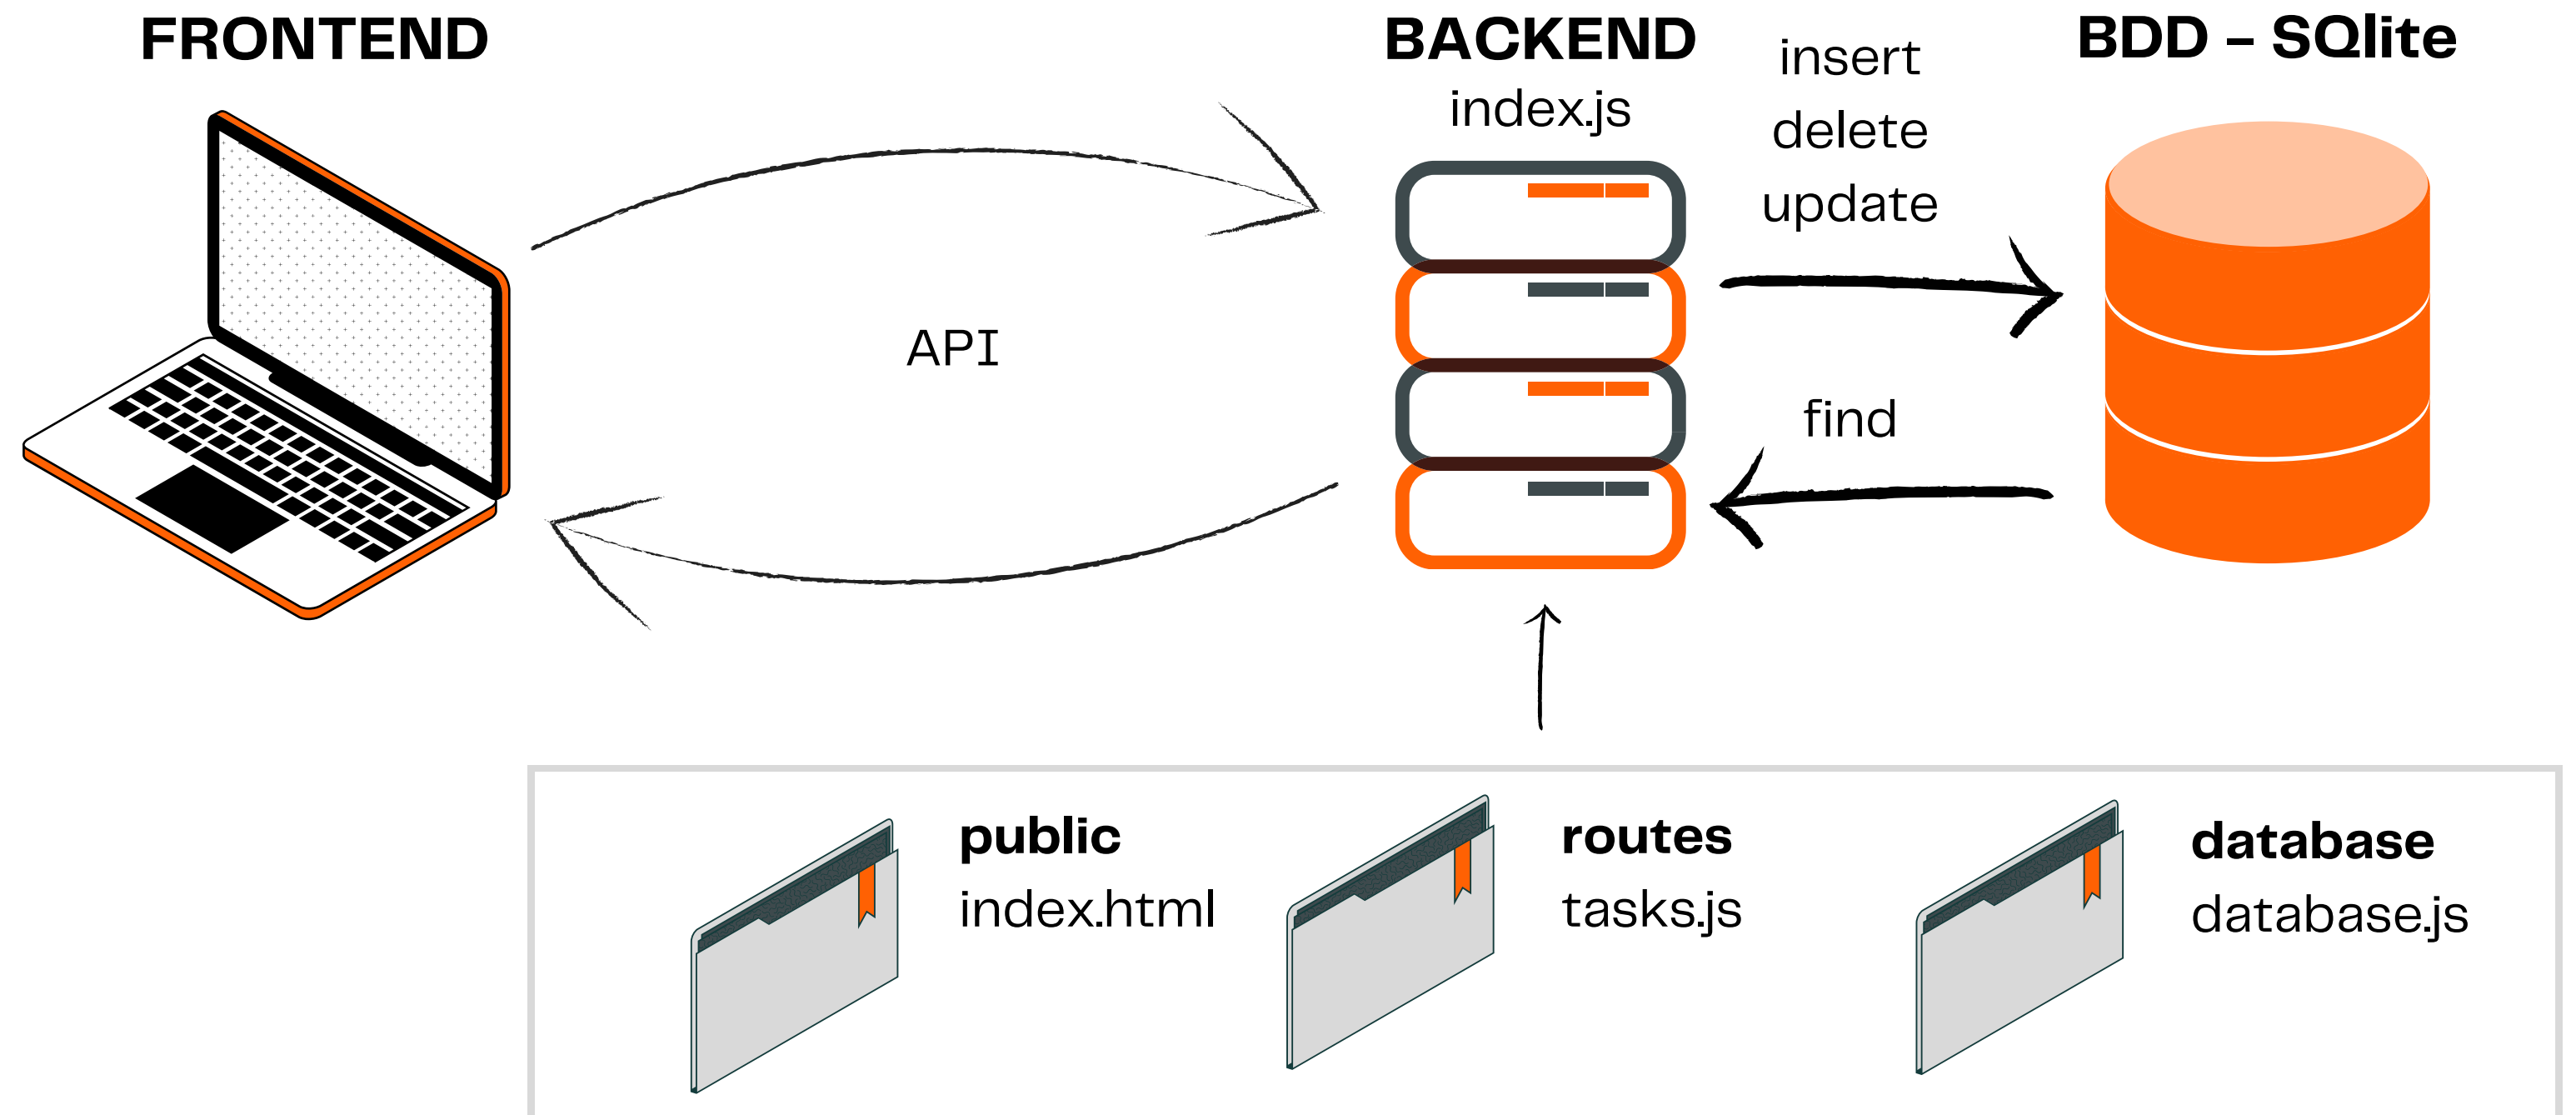 FRONTEND
BACKEND
index.js
insert
delete
update
BDD – SQlite
API
find
public
index.html
routes
tasks.js
database
database.js